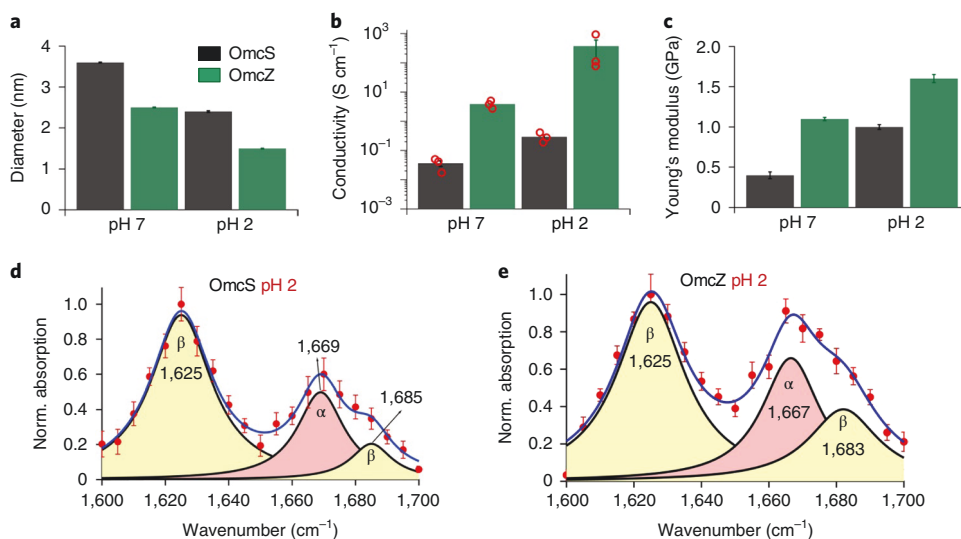 a
b
c
Diameter (nm)
4
3
2
1
0
OmcS
OmcZ
pH 7
pH 2
Conductivity (S cm⁻¹)
10³
10¹
10⁻¹
10⁻³
pH 7
pH 2
Young's modulus (GPa)
2.0
1.5
1.0
0.5
0
pH 7
pH 2
d
OmcS pH 2
Norm. absorption
1.0
0.8
0.6
0.4
0.2
0
β
1,625
1,669
α
1,685
β
1,600
1,620
1,640
1,660
1,680
1,700
Wavenumber (cm⁻¹)
e
OmcZ pH 2
Norm. absorption
1.0
0.8
0.6
0.4
0.2
0
β
1,625
α
1,667
β
1,683
1,600
1,620
1,640
1,660
1,680
1,700
Wavenumber (cm⁻¹)